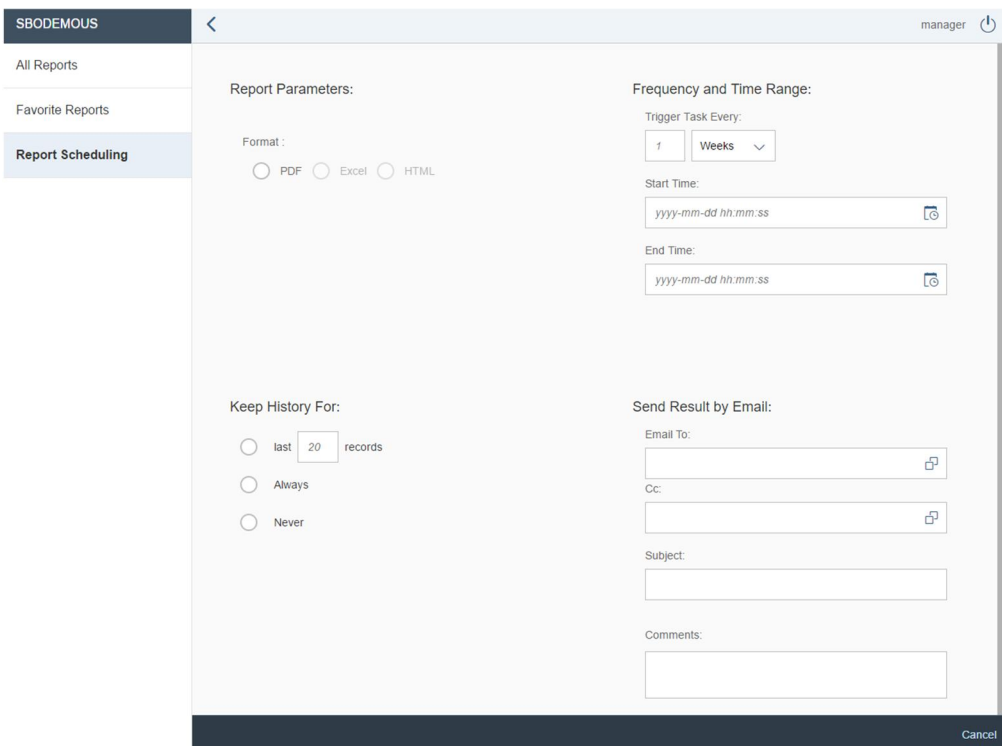 SBODEMOUS
manager
All Reports
Favorite Reports
Report Scheduling
Report Parameters:
Format :
PDF Excel HTML
Frequency and Time Range:
Trigger Task Every:
1 Weeks
Start Time:
yyyy-mm-dd hh:mm:ss
End Time:
yyyy-mm-dd hh:mm:ss
Keep History For:
last 20 records
Always
Never
Send Result by Email:
Email To:
Cc:
Subject:
Comments:
Cancel